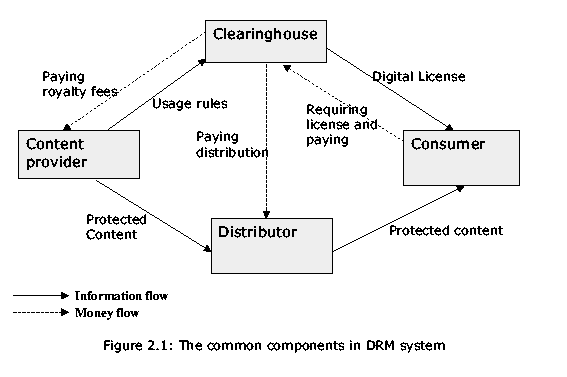 Clearinghouse
Paying
royalty fees
Usage rules
Digital License
Requiring
license and
paying
Paying
distribution
Content
provider
Consumer
Protected
Content
Distributor
Protected content
Information flow
Money flow
Figure 2.1: The common components in DRM system